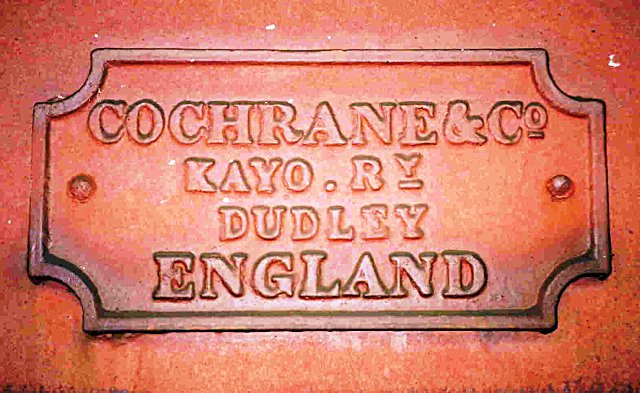 COCHRANE & Cº
KAYO. RY
DUDLEY
ENGLAND